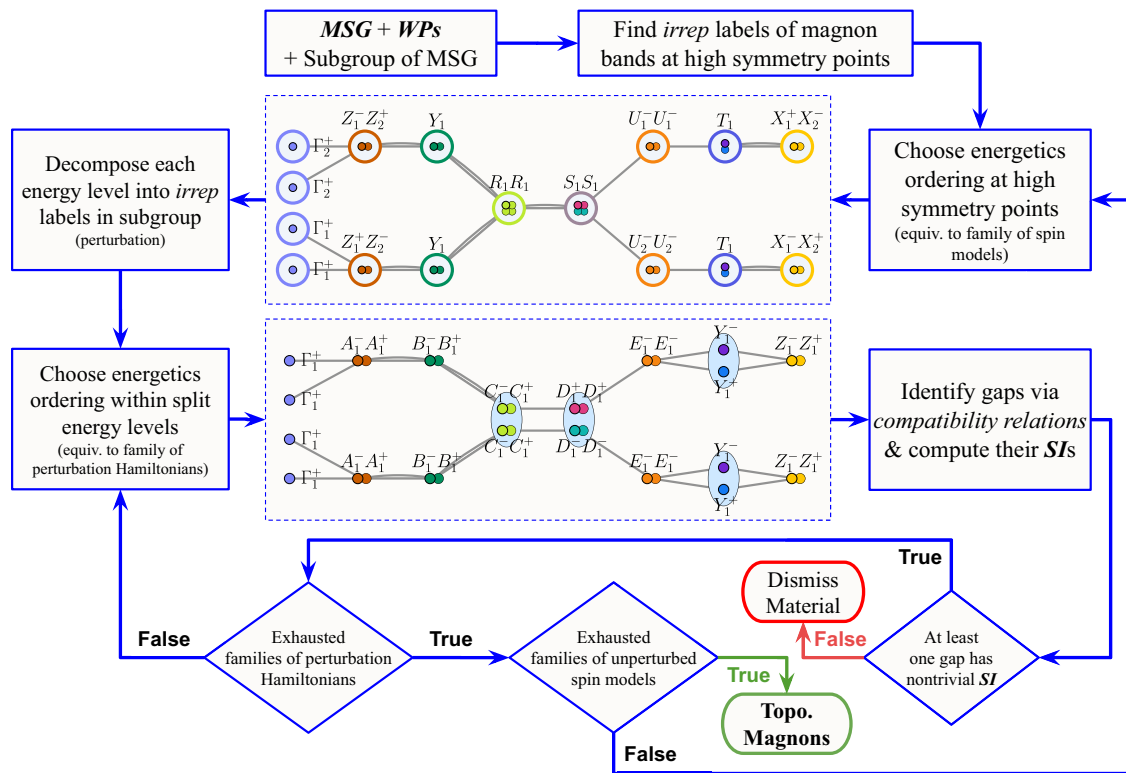 MSG + WPs
+ Subgroup of MSG
Find irrep labels of magnon
bands at high symmetry points
Decompose each
energy level into irrep
labels in subgroup
(perturbation)
Γ₂⁺ Z₁⁻Z₂⁺ Y₁ U₁⁻U₁⁻ T₁ X₁⁺X₂⁻
Γ₂⁺ R₁R₁ S₁S₁
Γ₁⁺ Z₁⁺Z₂⁻ Y₁ U₂⁻U₂⁻ T₁ X₁⁻X₂⁺
Γ₁⁺
Choose energetics
ordering at high
symmetry points
(equiv. to family of spin
models)
Choose energetics
ordering within split
energy levels
(equiv. to family of
perturbation Hamiltonians)
Γ₁⁺ A₁⁻A₁⁺ B₁⁻B₁⁺ E₁⁻E₁⁻ Y₁⁻ Z₁⁻Z₁⁺
Y₁⁺
Γ₁⁺ C₁⁻C₁⁺ D₁⁺D₁⁺
Γ₁⁺ C₁⁻C₁⁺ D₁⁻D₁⁻
Γ₁⁺ A₁⁻A₁⁺ B₁⁻B₁⁺ E₁⁻E₁⁻ Y₁⁻ Z₁⁻Z₁⁺
Y₁⁺
Identify gaps via
compatibility relations
& compute their SIs
True
Dismiss
Material
False
At least
one gap has
nontrivial SI
False
Exhausted
families of perturbation
Hamiltonians
True
Exhausted
families of unperturbed
spin models
True
Topo.
Magnons
False